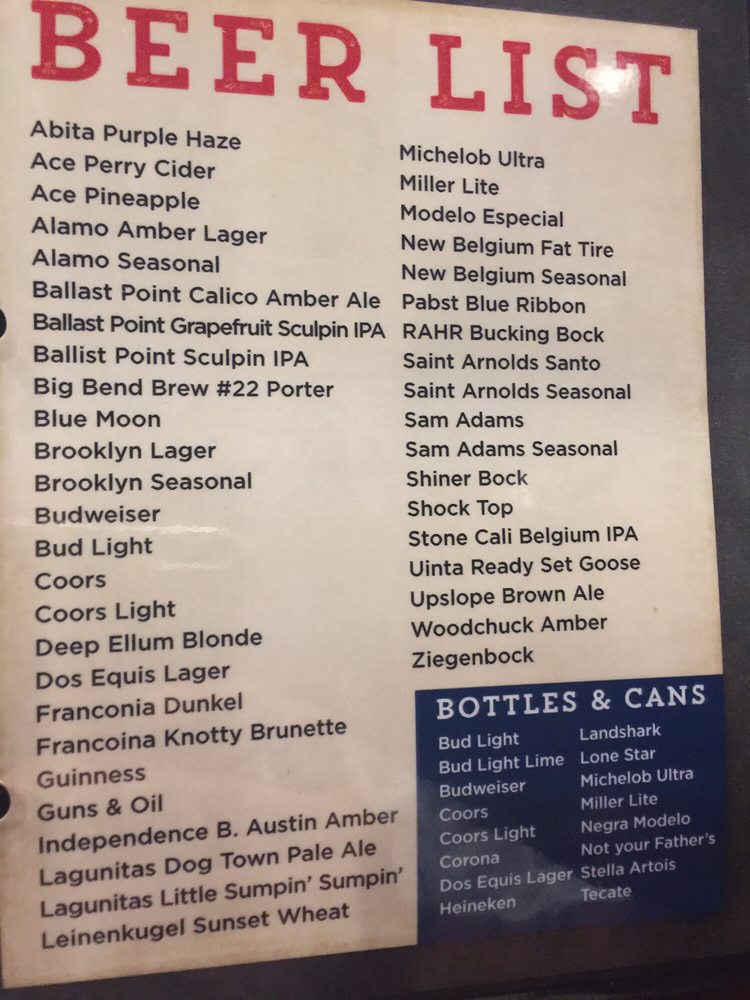 BEER LIST
Abita Purple Haze
Ace Perry Cider
Ace Pineapple
Alamo Amber Lager
Alamo Seasonal
Ballast Point Calico Amber Ale
Ballast Point Grapefruit Sculpin IPA
Ballist Point Sculpin IPA
Big Bend Brew #22 Porter
Blue Moon
Brooklyn Lager
Brooklyn Seasonal
Budweiser
Bud Light
Coors
Coors Light
Deep Ellum Blonde
Dos Equis Lager
Franconia Dunkel
Francoina Knotty Brunette
Guinness
Guns & Oil
Independence B. Austin Amber
Lagunitas Dog Town Pale Ale
Lagunitas Little Sumpin' Sumpin'
Leinenkugel Sunset Wheat
Michelob Ultra
Miller Lite
Modelo Especial
New Belgium Fat Tire
New Belgium Seasonal
Pabst Blue Ribbon
RAHR Bucking Bock
Saint Arnolds Santo
Saint Arnolds Seasonal
Sam Adams
Sam Adams Seasonal
Shiner Bock
Shock Top
Stone Cali Belgium IPA
Uinta Ready Set Goose
Upslope Brown Ale
Woodchuck Amber
Ziegenbock
BOTTLES & CANS
Bud Light
Bud Light Lime
Budweiser
Coors
Coors Light
Corona
Dos Equis Lager
Heineken
Landshark
Lone Star
Michelob Ultra
Miller Lite
Negra Modelo
Not your Father's
Stella Artois
Tecate